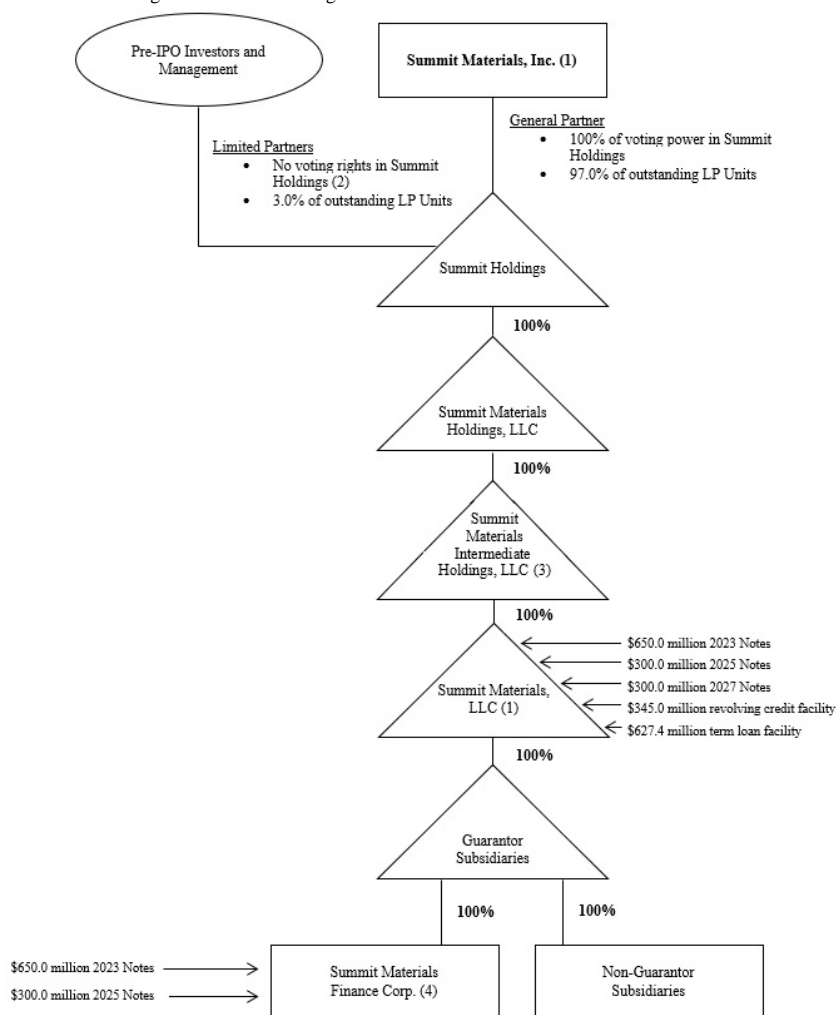 Pre-IPO Investors and
Management
Summit Materials, Inc. (1)
Limited Partners
• No voting rights in Summit
Holdings (2)
• 3.0% of outstanding LP Units
General Partner
• 100% of voting power in Summit
Holdings
• 97.0% of outstanding LP Units
Summit Holdings
100%
Summit Materials
Holdings, LLC
100%
Summit
Materials
Intermediate
Holdings, LLC (3)
100%
Summit Materials,
LLC (1)
$650.0 million 2023 Notes
$300.0 million 2025 Notes
$300.0 million 2027 Notes
$345.0 million revolving credit facility
$627.4 million term loan facility
100%
Guarantor
Subsidiaries
100%
100%
$650.0 million 2023 Notes
$300.0 million 2025 Notes
Summit Materials
Finance Corp. (4)
Non-Guarantor
Subsidiaries